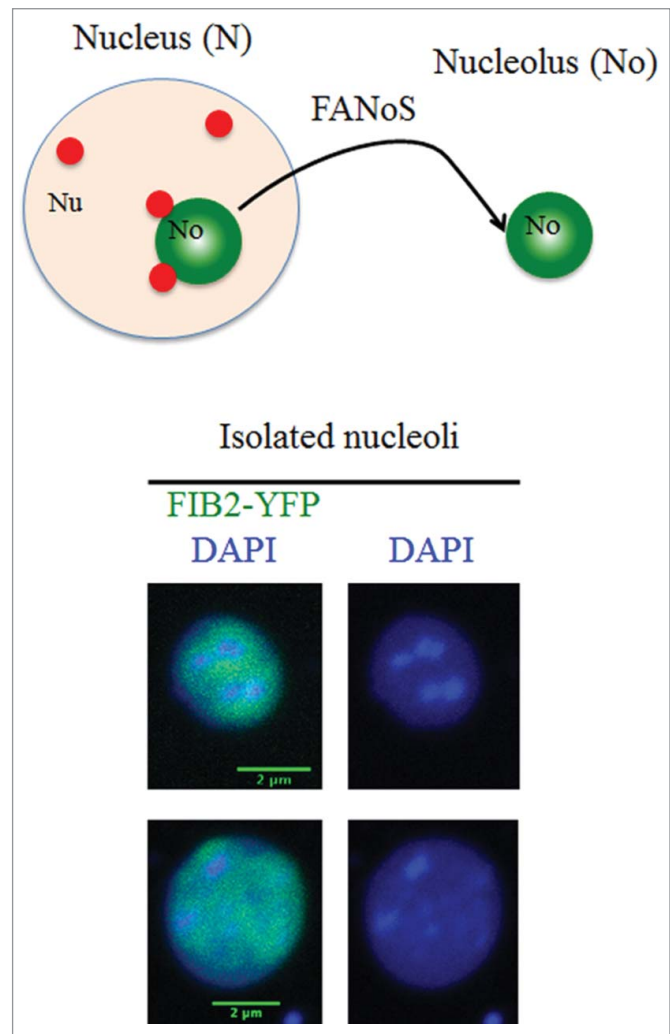 Nucleus (N)
Nucleolus (No)
FANoS
Nu
No
No
Isolated nucleoli
FIB2-YFP
DAPI
DAPI
2 µm
2 µm